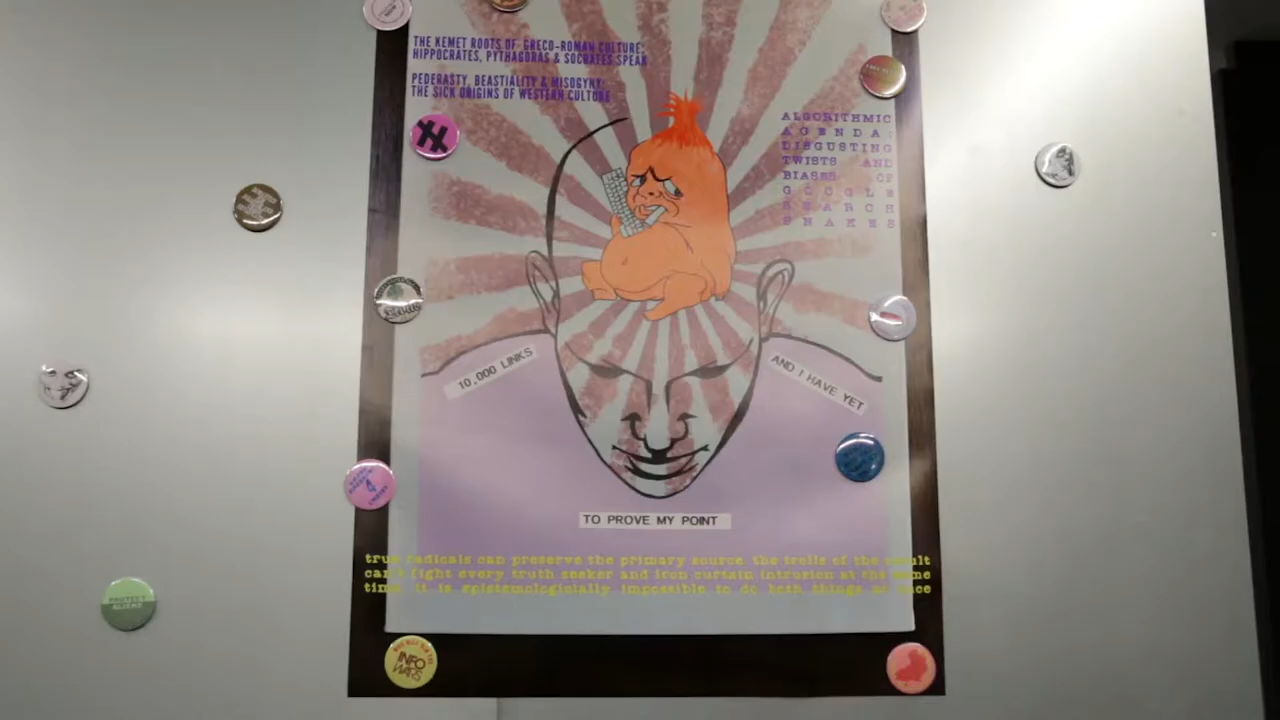 THE KEMET ROOTS OF GRECO-ROMAN CULTURE:
HIPPOCRATES, PYTHAGORAS & SOCRATES SPEAK
PEDERASTY, BEASTIALITY & MISOGYNY:
THE SICK ORIGINS OF WESTERN CULTURE
ALGORITHMIC
AGENDA:
DISGUSTING
TWISTS AND
BIASES OF
GOOGLE
SEARCH
SNAKES
10,000 LINKS
AND I HAVE YET
TO PROVE MY POINT
true radicals can preserve the primary source. the trolls of the occult
can't fight every truth seeker and iron curtain intrusion at the same
time. it is epistemologicially impossible to do both things at once
PROTECT
ALIENS
INFO
WARS